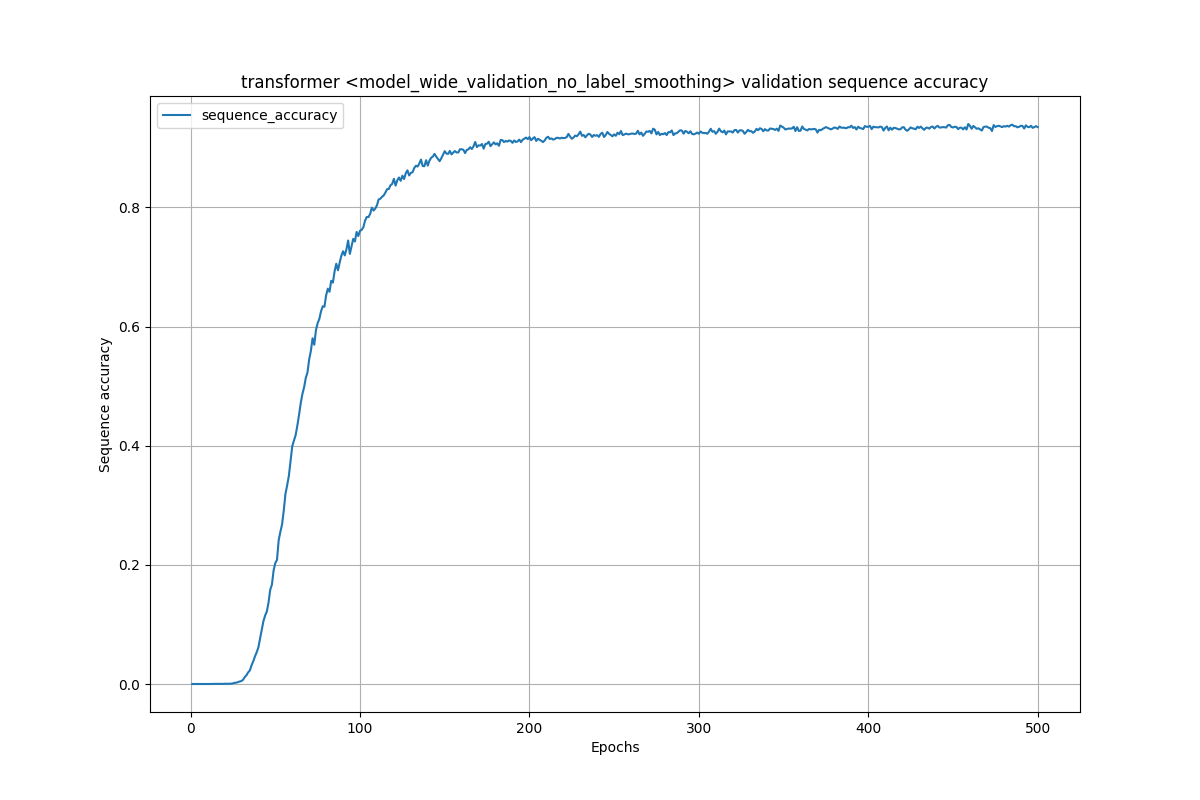 transformer <model_wide_validation_no_label_smoothing> validation sequence accuracy
sequence_accuracy
Sequence accuracy
0.8
0.6
0.4
0.2
0.0
0 100 200 300 400 500
Epochs